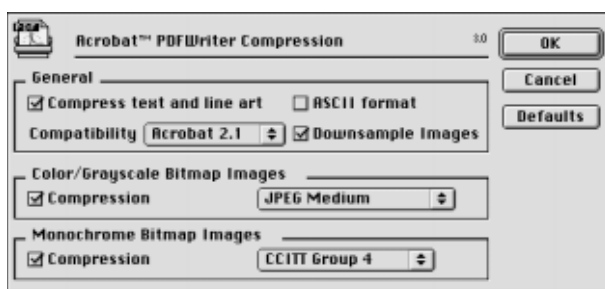 Acrobat™ PDFWriter Compression 3.0
OK
Cancel
Defaults
General
Compress text and line art ASCII format
Compatibility Acrobat 2.1 Downsample Images
Color/Grayscale Bitmap Images
Compression JPEG Medium
Monochrome Bitmap Images
Compression CCITT Group 4